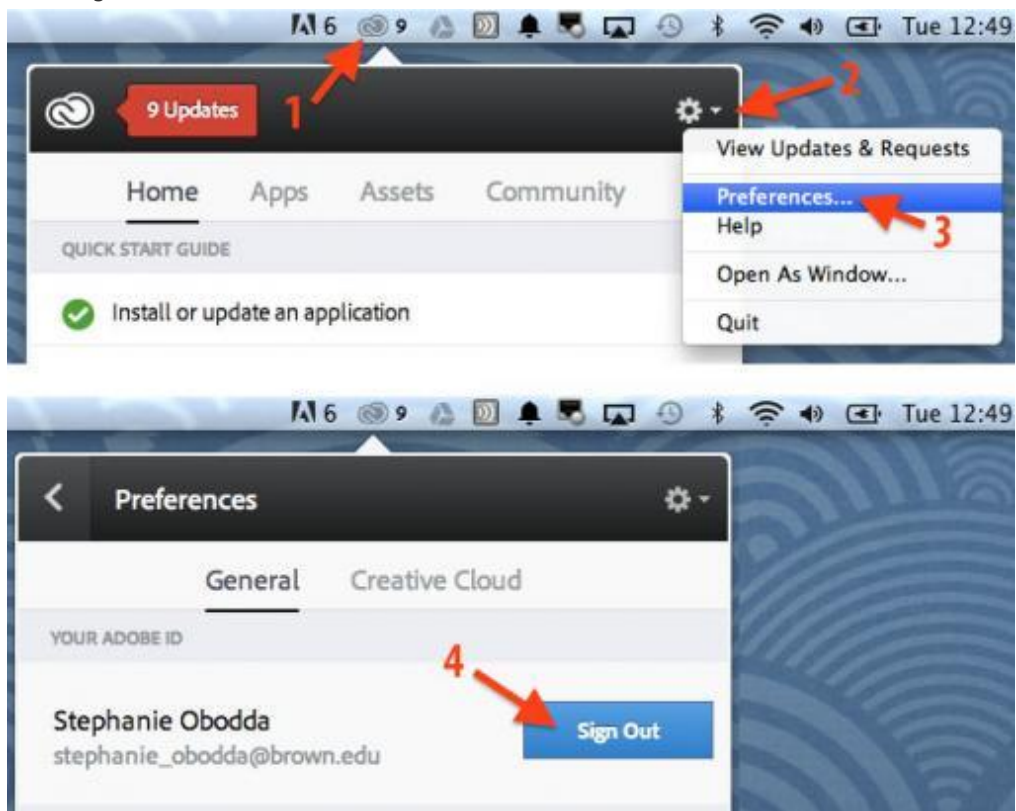 6 9 Tue 12:49
1
2
9 Updates
View Updates & Requests
Home Apps Assets Community
Preferences...
3
Help
QUICK START GUIDE
Open As Window...
Install or update an application
Quit
6 9 Tue 12:49
Preferences
General Creative Cloud
YOUR ADOBE ID
4
Stephanie Obodda
Sign Out
stephanie_obodda@brown.edu